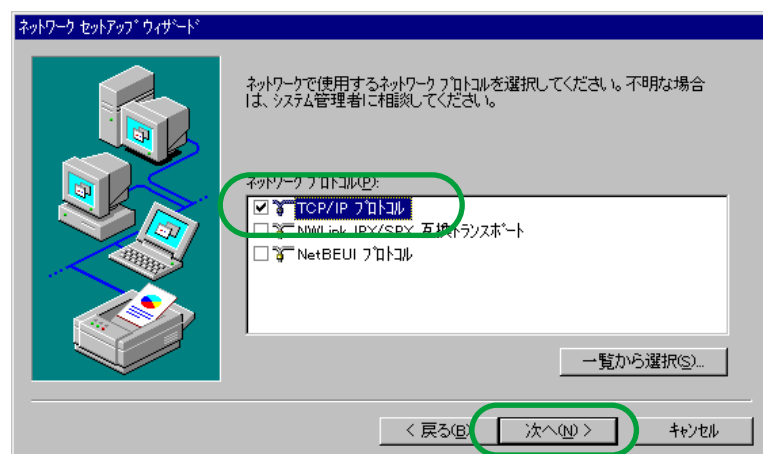 ネットワーク セットアップ ウィザード
ネットワークで使用するネットワーク プロトコルを選択してください。不明な場合
は、システム管理者に相談してください。
ネットワーク プロトコル(P):
TCP/IP プロトコル
NWLink IPX/SPX 互換トランスポート
NetBEUI プロトコル
一覧から選択(S)...
< 戻る(B) 次へ(N) > キャンセル